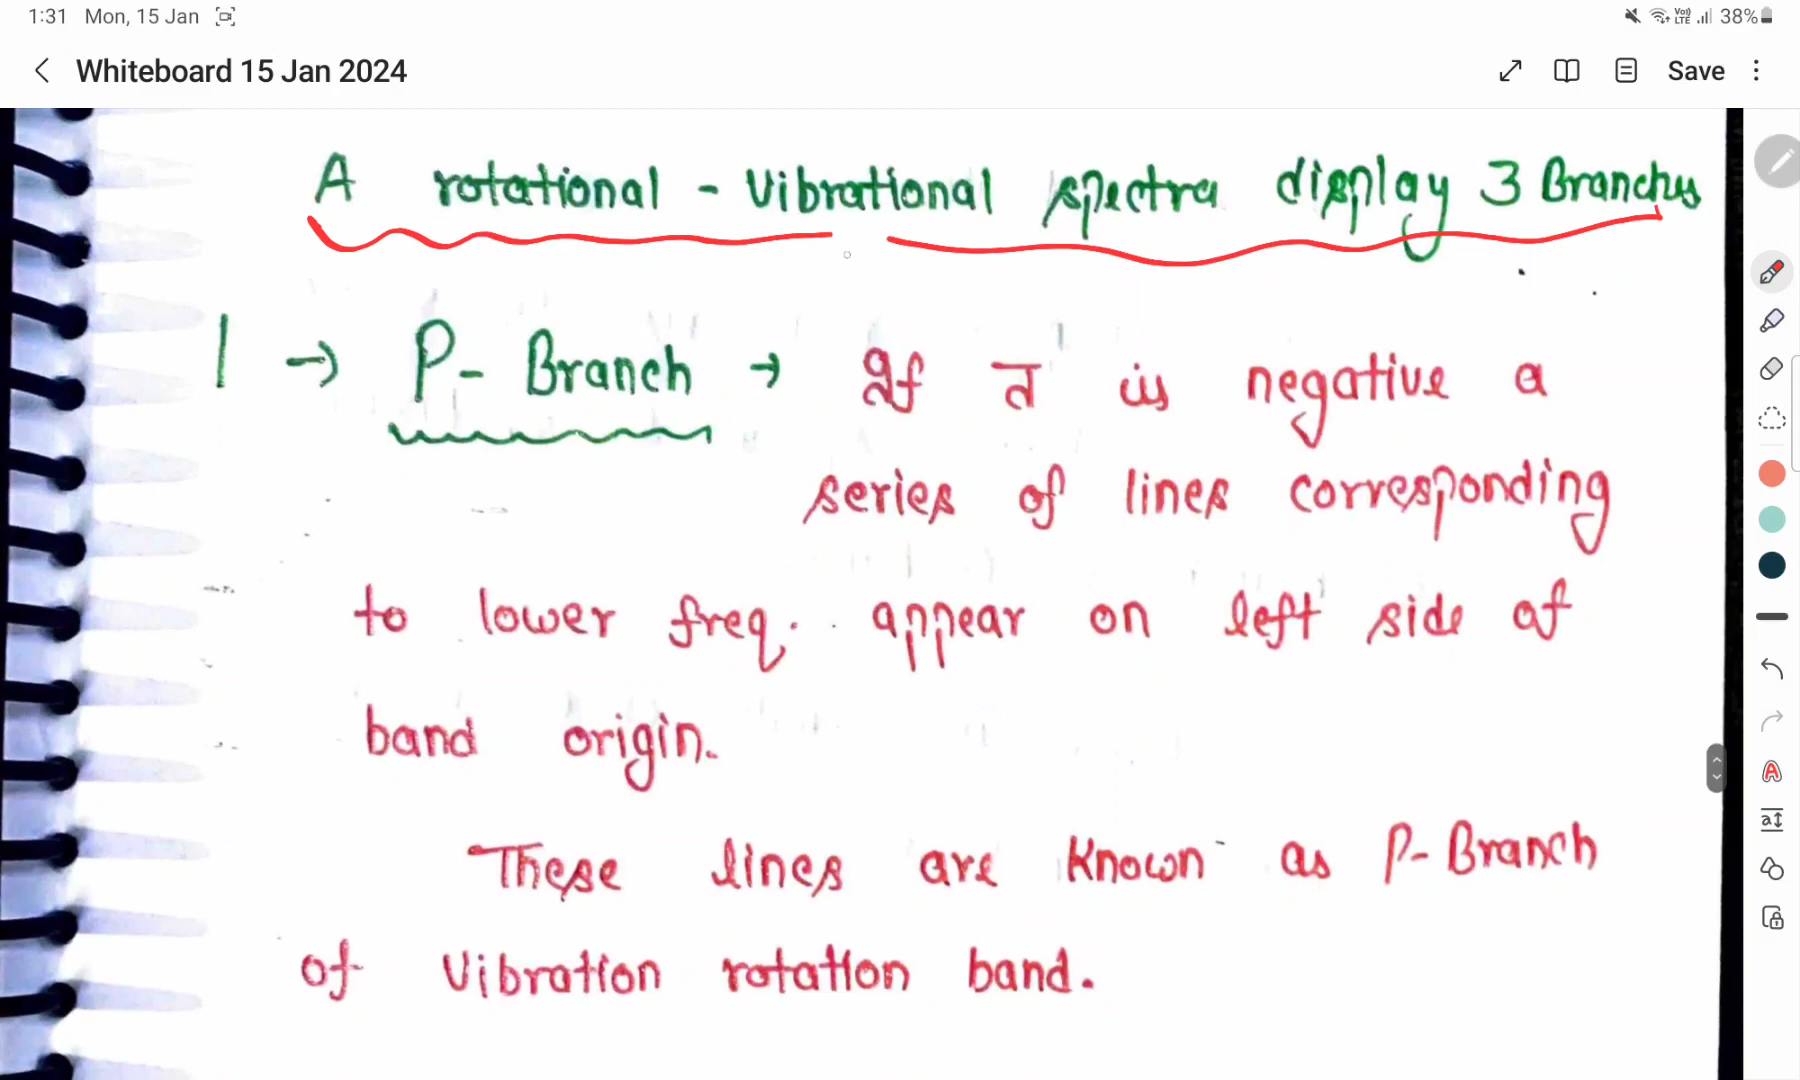 1:31 Mon, 15 Jan 38%
Whiteboard 15 Jan 2024 Save
A rotational - vibrational spectra display 3 Branches
1 → P- Branch → If त is negative a
series of lines corresponding
to lower freq. appear on left side of
band origin.
These lines are known as P-Branch
of vibration rotation band.